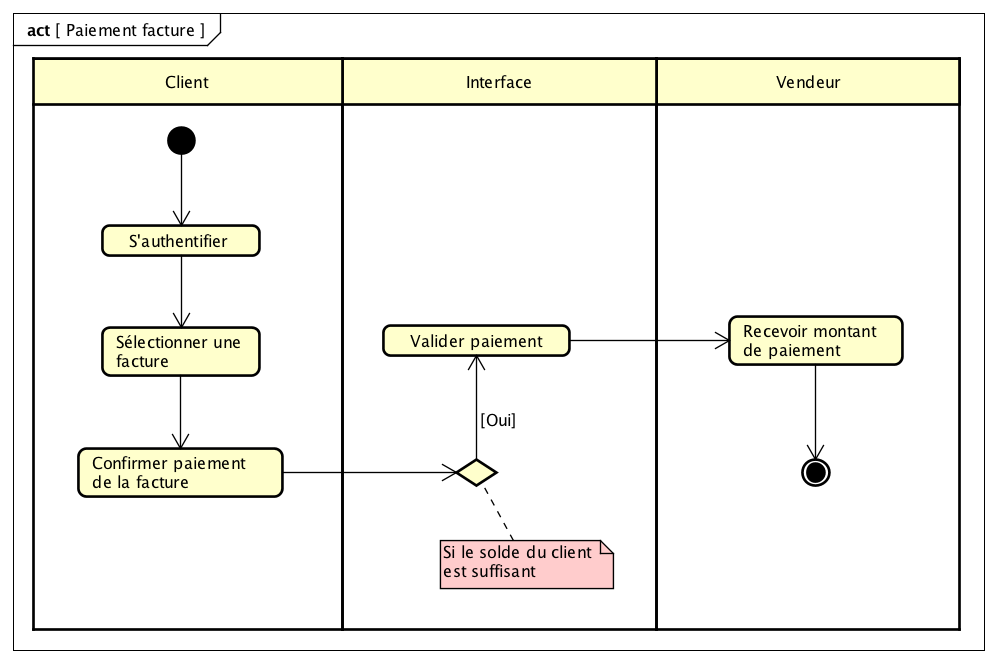 act [ Paiement facture ]
Client
Interface
Vendeur
S'authentifier
Sélectionner une
facture
Confirmer paiement
de la facture
Valider paiement
[Oui]
Si le solde du client
est suffisant
Recevoir montant
de paiement